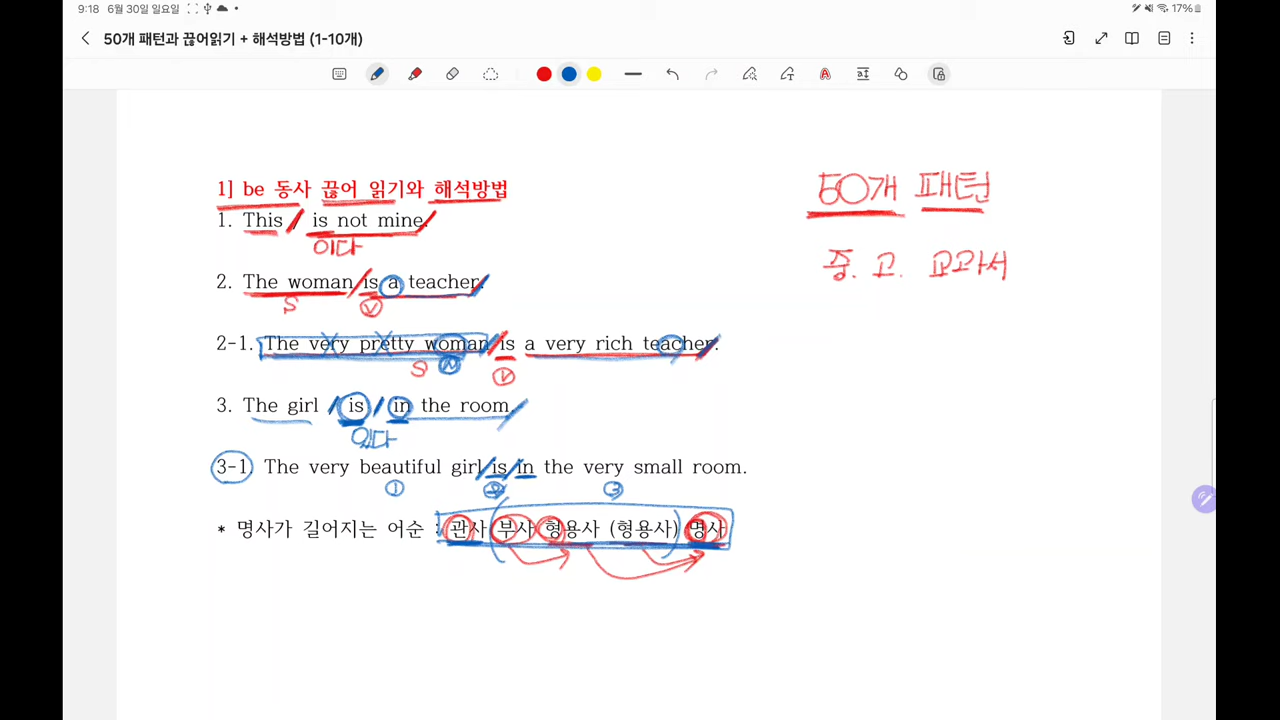 9:18 6월 30일 일요일
17%
50개 패턴과 끊어읽기 + 해석방법 (1-10개)
1] be 동사 끊어 읽기와 해석방법
50개 패턴
1. This / is not mine.
이다
중. 고. 교과서
2. The woman / is a teacher.
S V
2-1. The very pretty woman / is a very rich teacher.
S N V
3. The girl / is / in the room.
있다
3-1. The very beautiful girl / is / in the very small room.
① ② ③
* 명사가 길어지는 어순 : 관사 (부사 형용사 (형용사) ) 명사